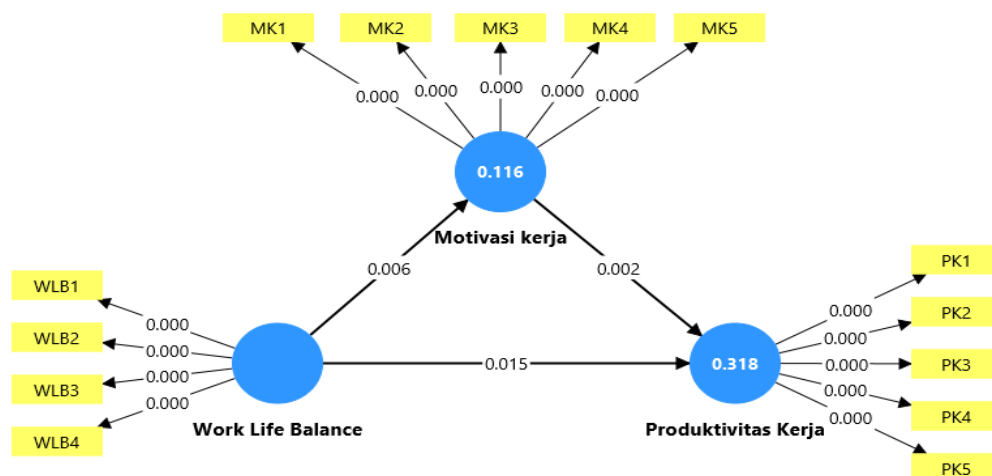 MK1 MK2 MK3 MK4 MK5
0.000 0.000 0.000 0.000 0.000
0.116
Motivasi kerja
0.006 0.002
WLB1
WLB2
WLB3
WLB4
0.000
0.000
0.000
0.000
Work Life Balance
0.015
0.318
Produktivitas Kerja
0.000
0.000
0.000
0.000
0.000
PK1
PK2
PK3
PK4
PK5